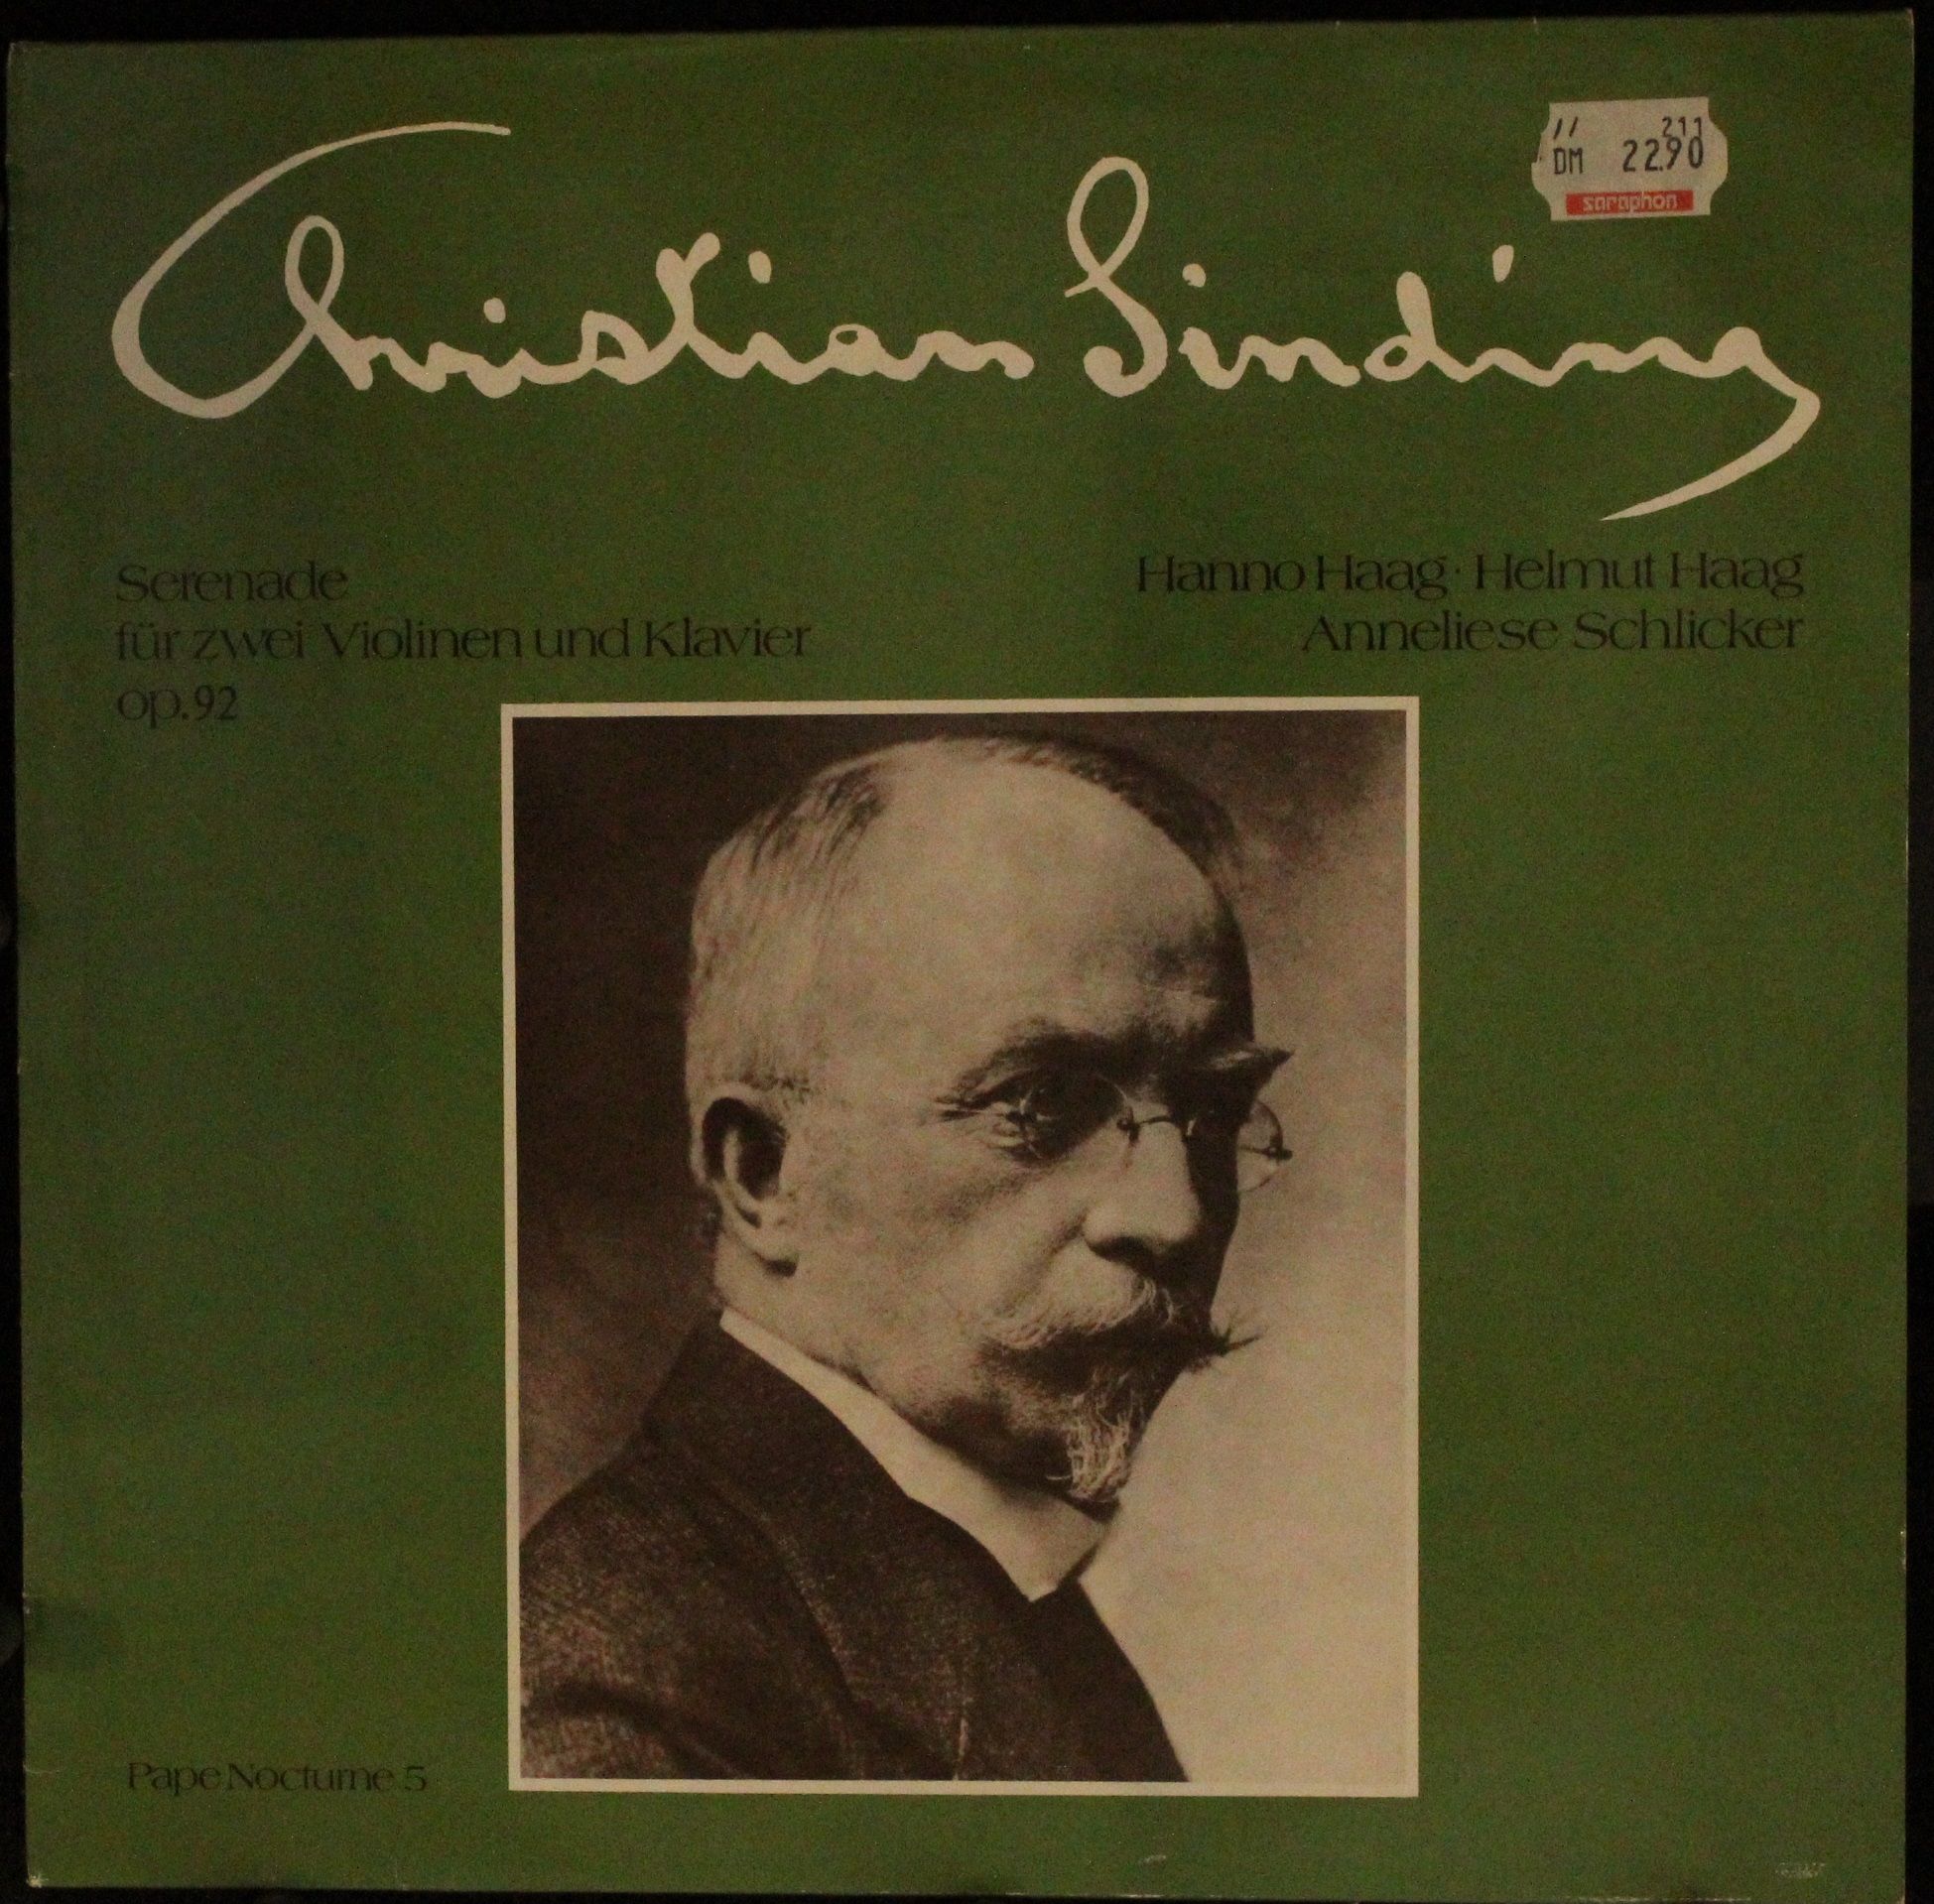 // 211
DM 22.90
saraphon
Christian Sinding
Serenade
für zwei Violinen und Klavier
op.92
Hanno Haag · Helmut Haag
Anneliese Schlicker
Pape Nocturne 5